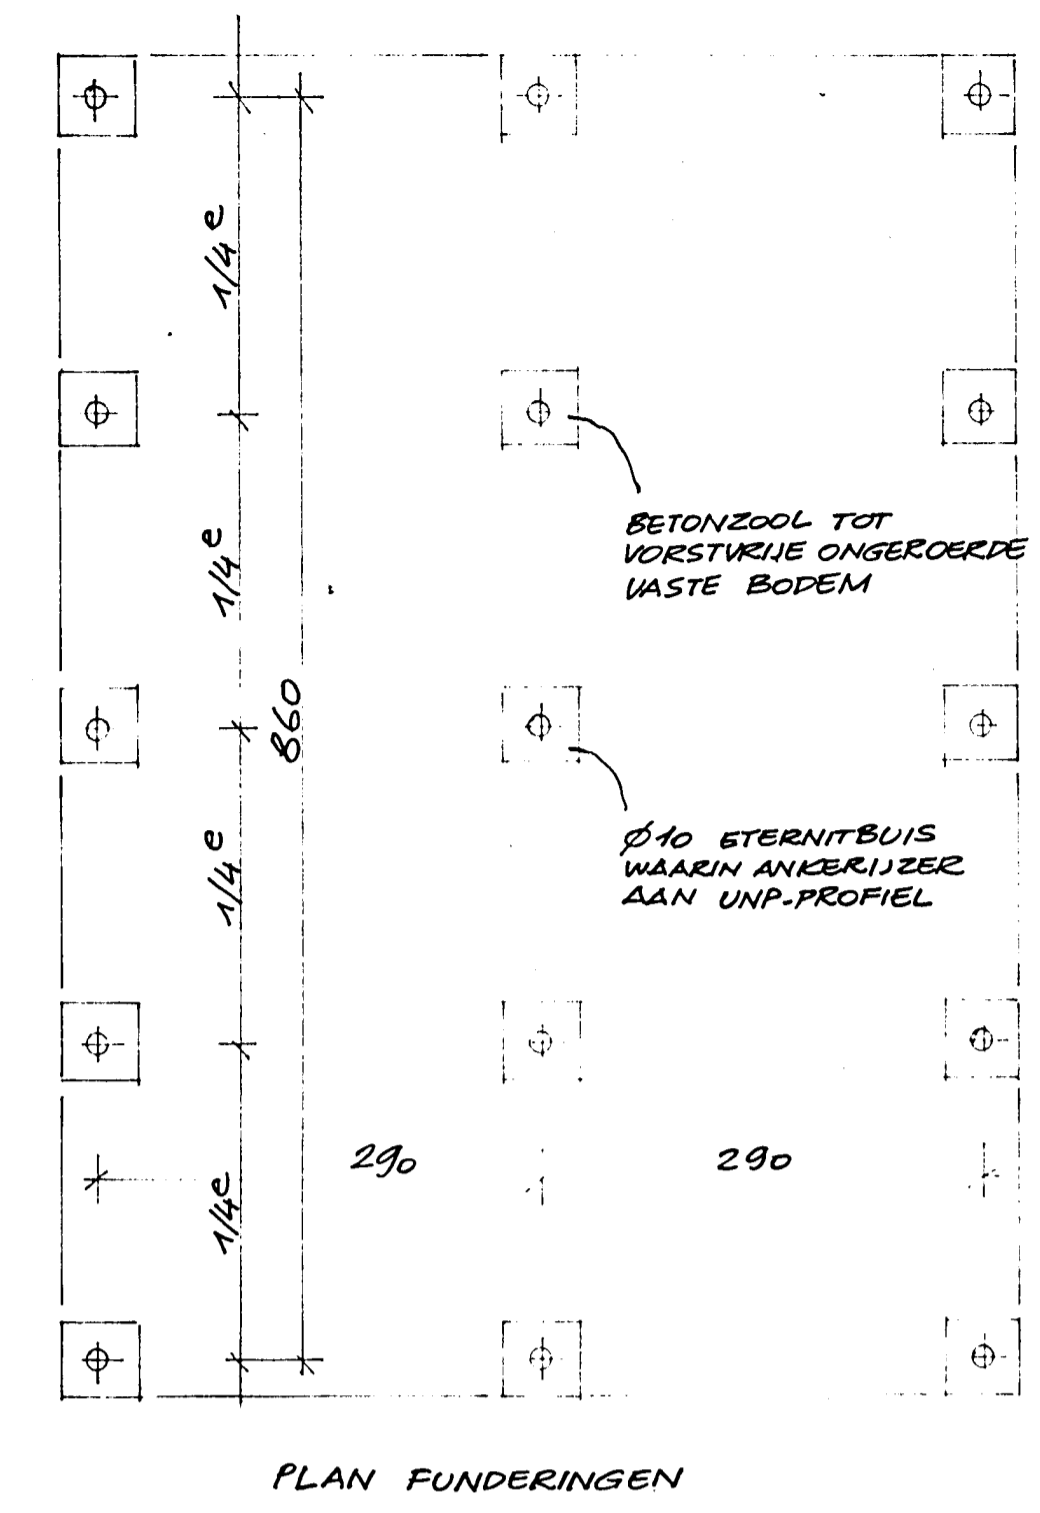 1/4e
1/4e
BETONZOOL TOT
VORSTVRIJE ONGEROERDE
VASTE BODEM
860
Ø10 ETERNITBUIS
WAARIN ANKERIJZER
AAN UNP-PROFIEL
1/4e
290
290
1/4e
PLAN FUNDERINGEN